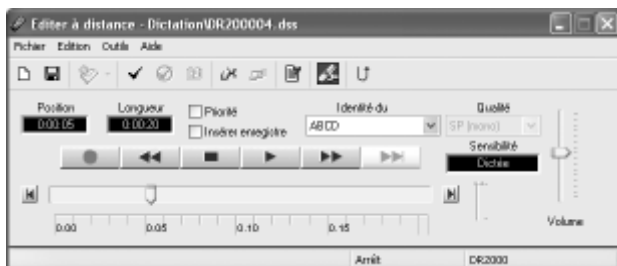 Editer à distance - Dictation\DR200004.dss
Fichier Edition Outils Aide
Position Longueur Priorité Identité du Qualité
0:00:05 0:00:20 Insérer enregistre ABCD SP (mono)
Sensibilité
Dictée
0.00 0.05 0.10 0.15 Volume
Arrêt DR2000